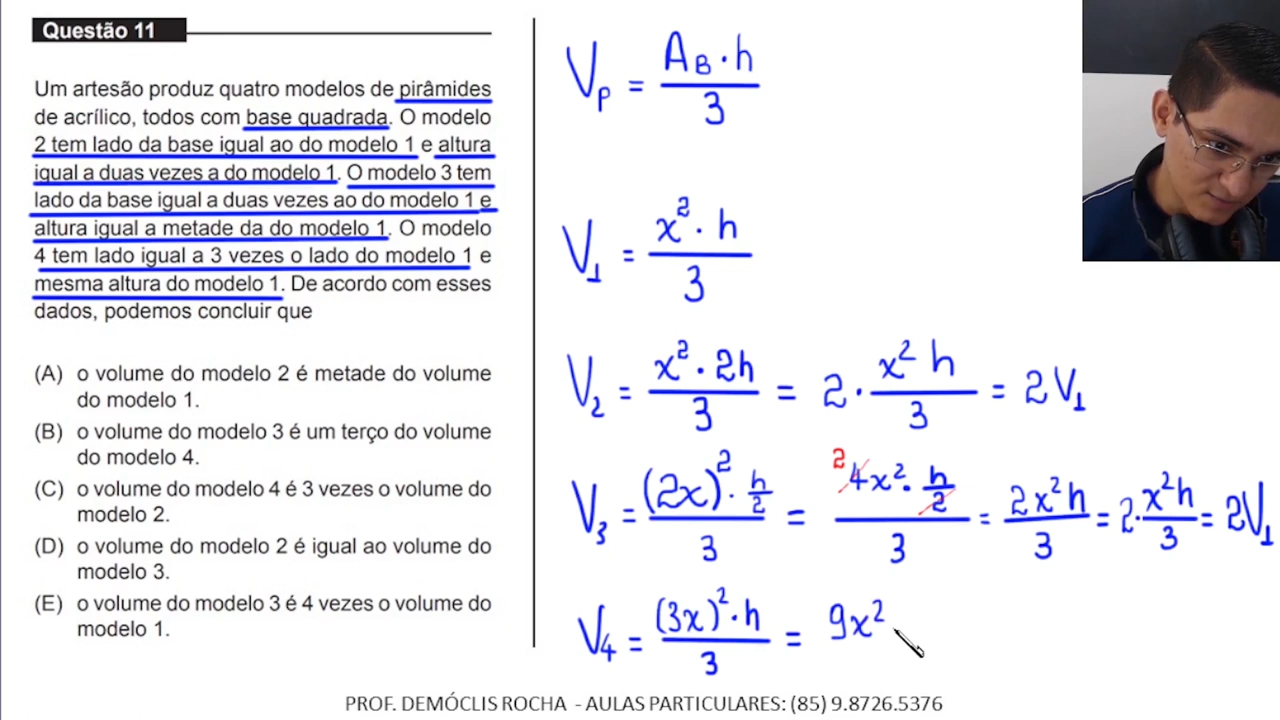 Questão 11
Um artesão produz quatro modelos de pirâmides
de acrílico, todos com base quadrada. O modelo
2 tem lado da base igual ao do modelo 1 e altura
igual a duas vezes a do modelo 1. O modelo 3 tem
lado da base igual a duas vezes ao do modelo 1 e
altura igual a metade da do modelo 1. O modelo
4 tem lado igual a 3 vezes o lado do modelo 1 e
mesma altura do modelo 1. De acordo com esses
dados, podemos concluir que
(A) o volume do modelo 2 é metade do volume
do modelo 1.
(B) o volume do modelo 3 é um terço do volume
do modelo 4.
(C) o volume do modelo 4 é 3 vezes o volume do
modelo 2.
(D) o volume do modelo 2 é igual ao volume do
modelo 3.
(E) o volume do modelo 3 é 4 vezes o volume do
modelo 1.
V_P = (A_B · h)/3
V_1 = (x² · h)/3
V_2 = (x² · 2h)/3 = 2 · (x² h)/3 = 2V_1
V_3 = ((2x)² · h/2)/3 = (2 4x² · h/2)/3 = (2x²h)/3 = 2 · (x²h)/3 = 2V_1
V_4 = ((3x)² · h)/3 = 9x²
PROF. DEMÓCLIS ROCHA - AULAS PARTICULARES: (85) 9.8726.5376